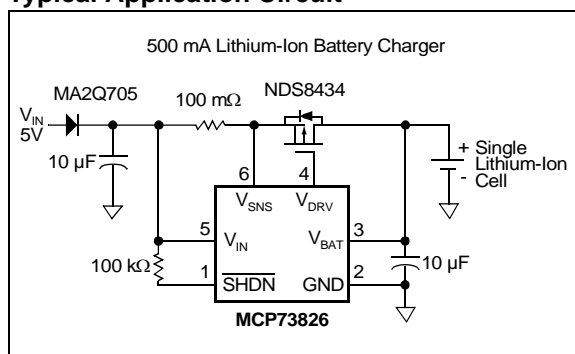 Typical Application Circuit
500 mA Lithium-Ion Battery Charger
MA2Q705
NDS8434
100 mΩ
VIN
5V
10 µF
+ Single
- Lithium-Ion
Cell
6
4
VSNS
VDRV
5
VIN
VBAT
3
100 kΩ
1
SHDN
GND
2
10 µF
MCP73826